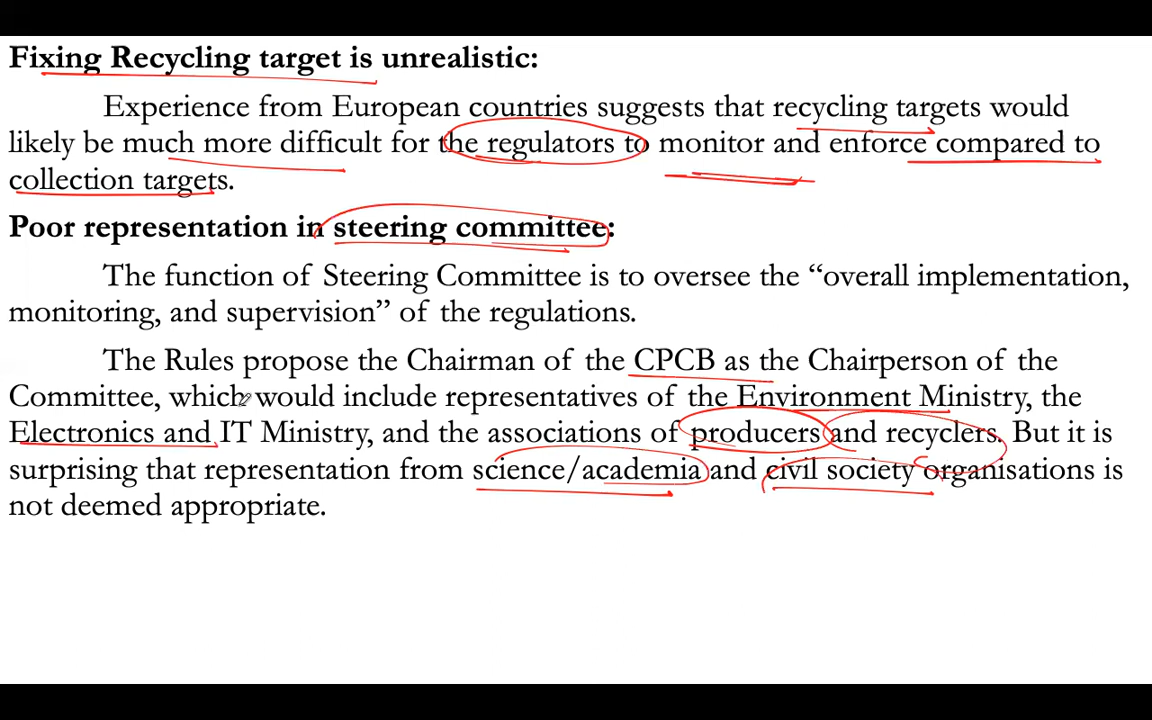 Fixing Recycling target is unrealistic:
Experience from European countries suggests that recycling targets would
likely be much more difficult for the regulators to monitor and enforce compared to
collection targets.
Poor representation in steering committee:
The function of Steering Committee is to oversee the “overall implementation,
monitoring, and supervision” of the regulations.
The Rules propose the Chairman of the CPCB as the Chairperson of the
Committee, which would include representatives of the Environment Ministry, the
Electronics and IT Ministry, and the associations of producers and recyclers. But it is
surprising that representation from science/academia and civil society organisations is
not deemed appropriate.